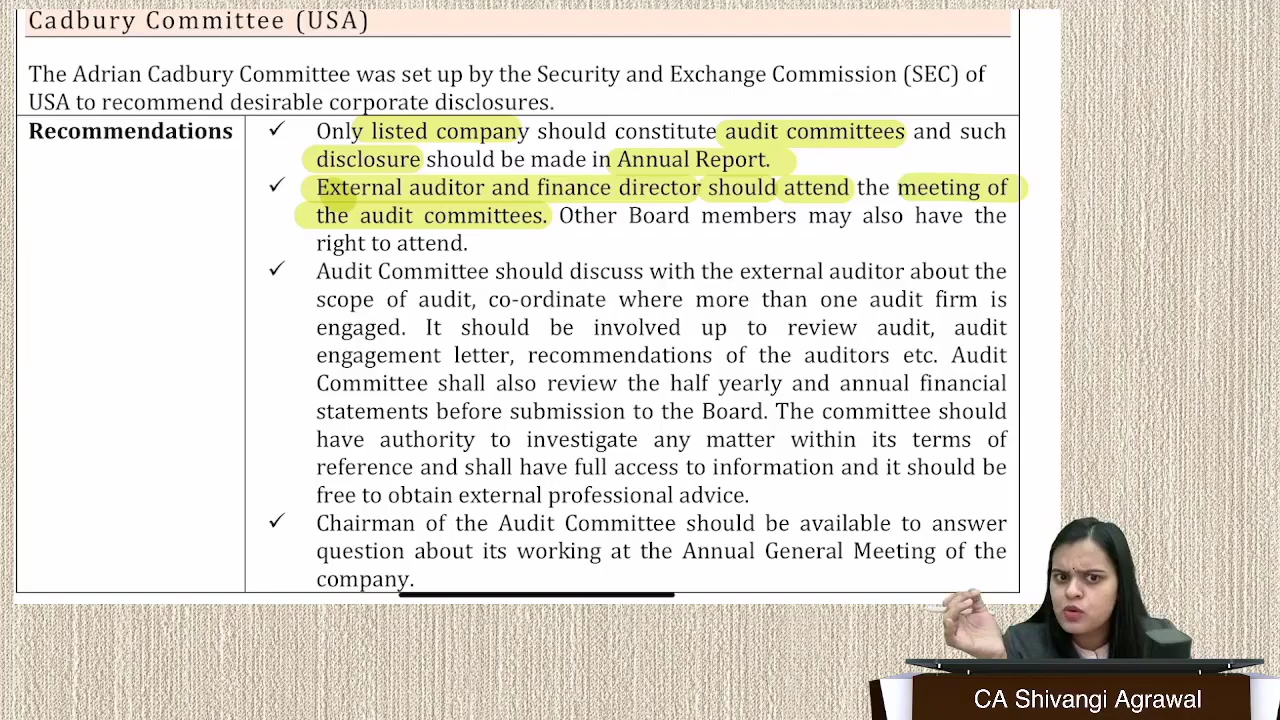 Cadbury Committee (USA)
The Adrian Cadbury Committee was set up by the Security and Exchange Commission (SEC) of
USA to recommend desirable corporate disclosures.
Recommendations
✓ Only listed company should constitute audit committees and such
disclosure should be made in Annual Report.
✓ External auditor and finance director should attend the meeting of
the audit committees. Other Board members may also have the
right to attend.
✓ Audit Committee should discuss with the external auditor about the
scope of audit, co-ordinate where more than one audit firm is
engaged. It should be involved up to review audit, audit
engagement letter, recommendations of the auditors etc. Audit
Committee shall also review the half yearly and annual financial
statements before submission to the Board. The committee should
have authority to investigate any matter within its terms of
reference and shall have full access to information and it should be
free to obtain external professional advice.
✓ Chairman of the Audit Committee should be available to answer
question about its working at the Annual General Meeting of the
company.
CA Shivangi Agrawal